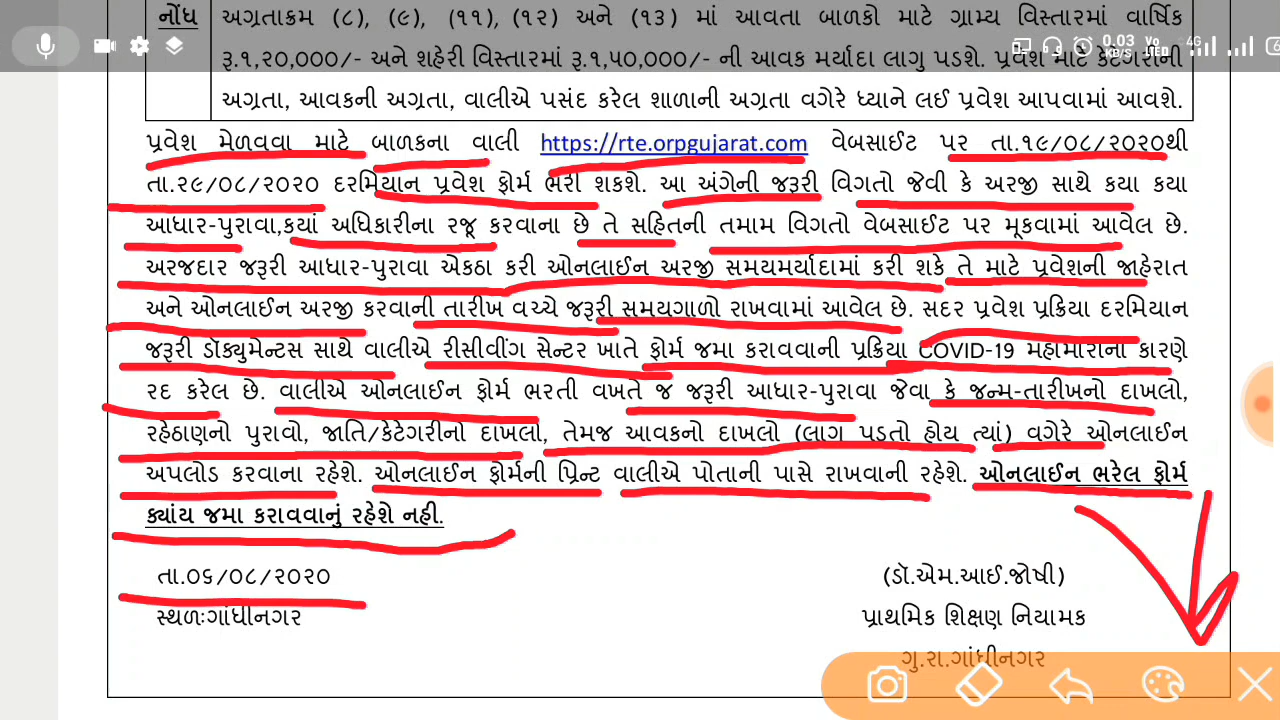 0.03 KB/S Vo 4G 6
નોંધ અગ્રતાક્રમ (૮), (૯), (૧૧), (૧૨) અને (૧૩) માં આવતા બાળકો માટે ગ્રામ્ય વિસ્તારમાં વાર્ષિક
રૂ.૧,૨૦,૦૦૦/- અને શહેરી વિસ્તારમાં રૂ.૧,૫૦,૦૦૦/- ની આવક મર્યાદા લાગુ પડશે. પ્રવેશ માટે કેટેગરીની
અગ્રતા, આવકની અગ્રતા, વાલીએ પસંદ કરેલ શાળાની અગ્રતા વગેરે ધ્યાને લઈ પ્રવેશ આપવામાં આવશે.
પ્રવેશ મેળવવા માટે બાળકના વાલી https://rte.orpgujarat.com વેબસાઈટ પર તા.૧૯/૦૮/૨૦૨૦થી
તા.૨૯/૦૮/૨૦૨૦ દરમિયાન પ્રવેશ ફોર્મ ભરી શકશે. આ અંગેની જરૂરી વિગતો જેવી કે અરજી સાથે કયા કયા
આધાર-પુરાવા,કયાં અધિકારીના રજૂ કરવાના છે તે સહિતની તમામ વિગતો વેબસાઈટ પર મૂકવામાં આવેલ છે.
અરજદાર જરૂરી આધાર-પુરાવા એકઠા કરી ઓનલાઈન અરજી સમયમર્યાદામાં કરી શકે તે માટે પ્રવેશની જાહેરાત
અને ઓનલાઈન અરજી કરવાની તારીખ વચ્ચે જરૂરી સમયગાળો રાખવામાં આવેલ છે. સદર પ્રવેશ પ્રક્રિયા દરમિયાન
જરૂરી ડૉક્યુમેન્ટસ સાથે વાલીએ રીસીવીંગ સેન્ટર ખાતે ફોર્મ જમા કરાવવાની પ્રક્રિયા COVID-19 મહામારીના કારણે
રદ કરેલ છે. વાલીએ ઓનલાઈન ફોર્મ ભરતી વખતે જ જરૂરી આધાર-પુરાવા જેવા કે જન્મ-તારીખનો દાખલો,
રહેઠાણનો પુરાવો, જાતિ/કેટેગરીનો દાખલો, તેમજ આવકનો દાખલો (લાગુ પડતો હોય ત્યાં) વગેરે ઓનલાઈન
અપલોડ કરવાના રહેશે. ઓનલાઈન ફોર્મની પ્રિન્ટ વાલીએ પોતાની પાસે રાખવાની રહેશે. ઓનલાઈન ભરેલ ફોર્મ
ક્યાંય જમા કરાવવાનું રહેશે નહી.
તા.૦૬/૦૮/૨૦૨૦ (ડૉ.એમ.આઈ.જોષી)
સ્થળઃગાંધીનગર પ્રાથમિક શિક્ષણ નિયામક
ગુ.રા.ગાંધીનગર